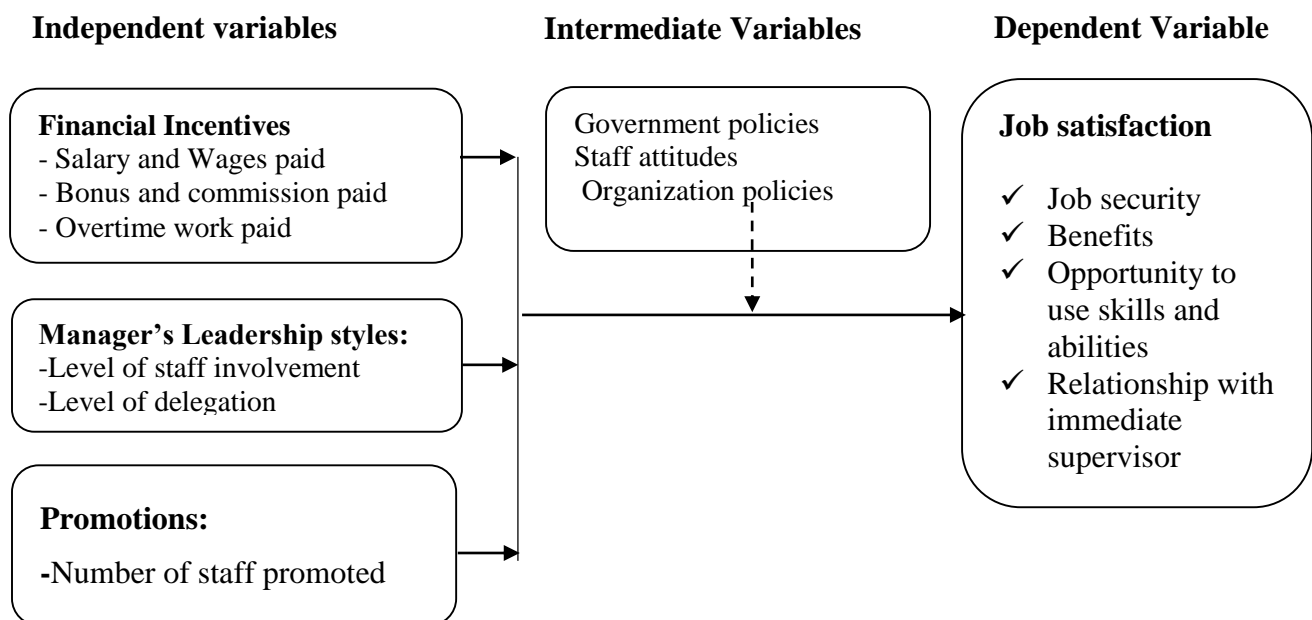 Independent variables
Intermediate Variables
Dependent Variable
Financial Incentives
- Salary and Wages paid
- Bonus and commission paid
- Overtime work paid
Manager’s Leadership styles:
-Level of staff involvement
-Level of delegation
Promotions:
-Number of staff promoted
Government policies
Staff attitudes
Organization policies
Job satisfaction
✓ Job security
✓ Benefits
✓ Opportunity to
use skills and
abilities
✓ Relationship with
immediate
supervisor